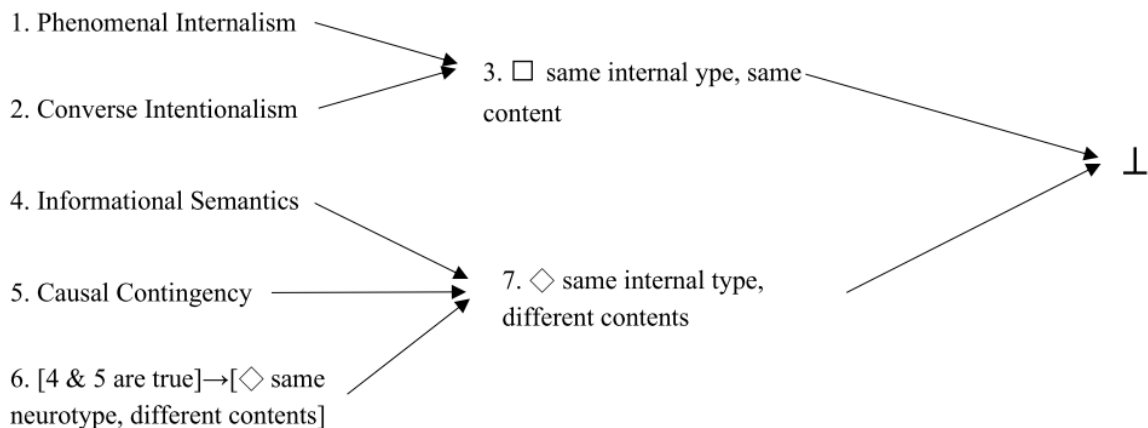 1. Phenomenal Internalism
2. Converse Intentionalism
3. □ same internal ype, same
content
⊥
4. Informational Semantics
5. Causal Contingency
7. ◇ same internal type,
different contents
6. [4 & 5 are true]→[◇ same
neurotype, different contents]